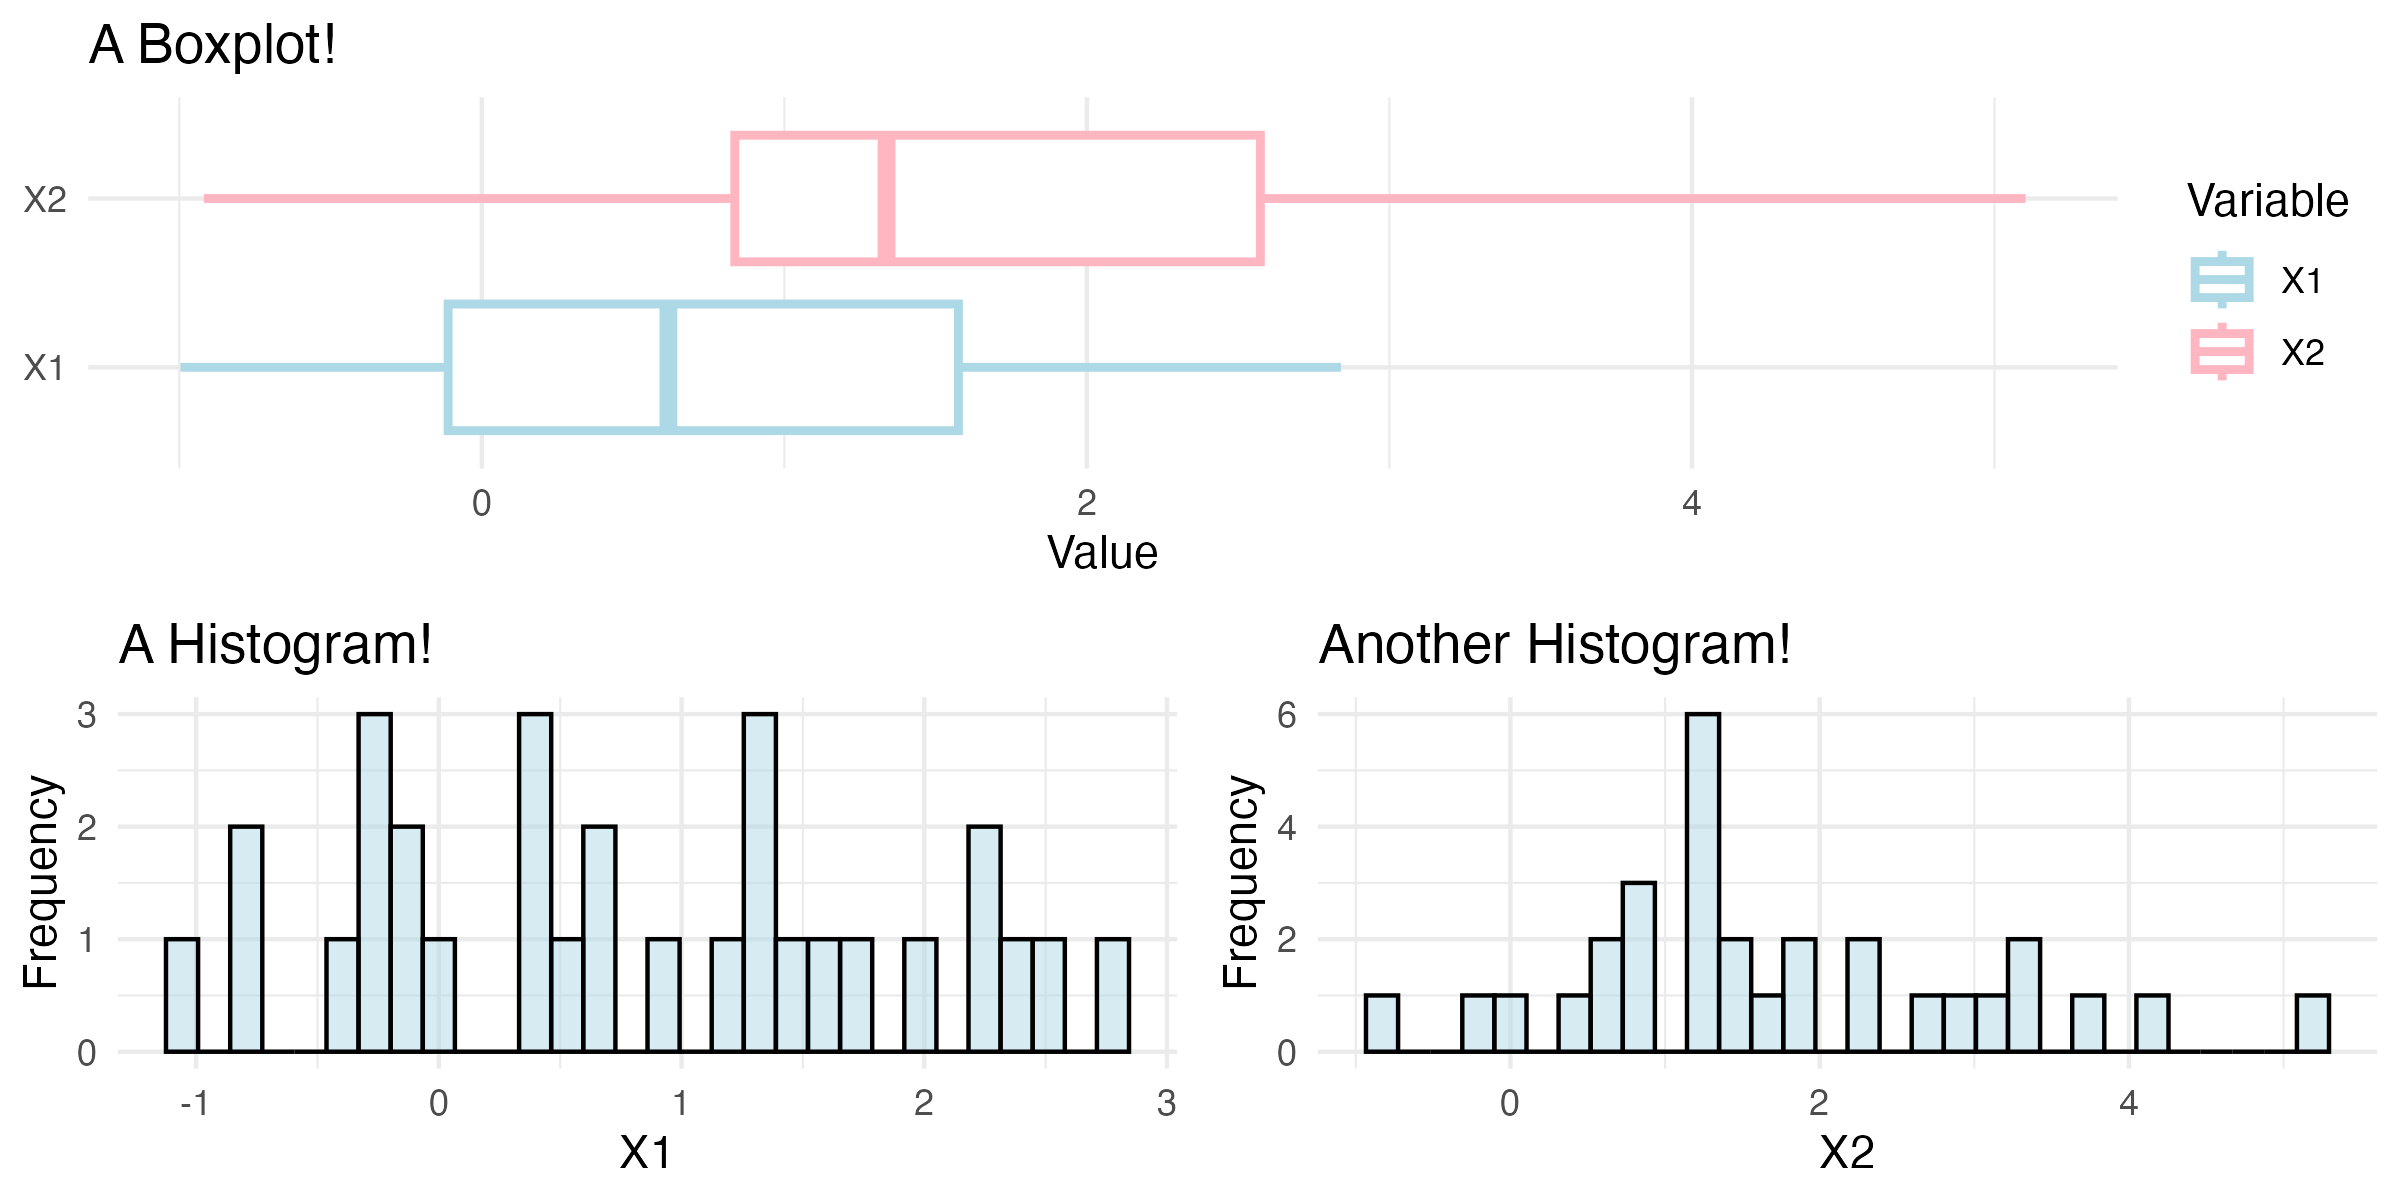 A Boxplot!
X2
X1
0 2 4
Value
Variable
X1
X2
A Histogram!
3
2
1
0
Frequency
-1 0 1 2 3
X1
Another Histogram!
6
4
2
0
Frequency
0 2 4
X2